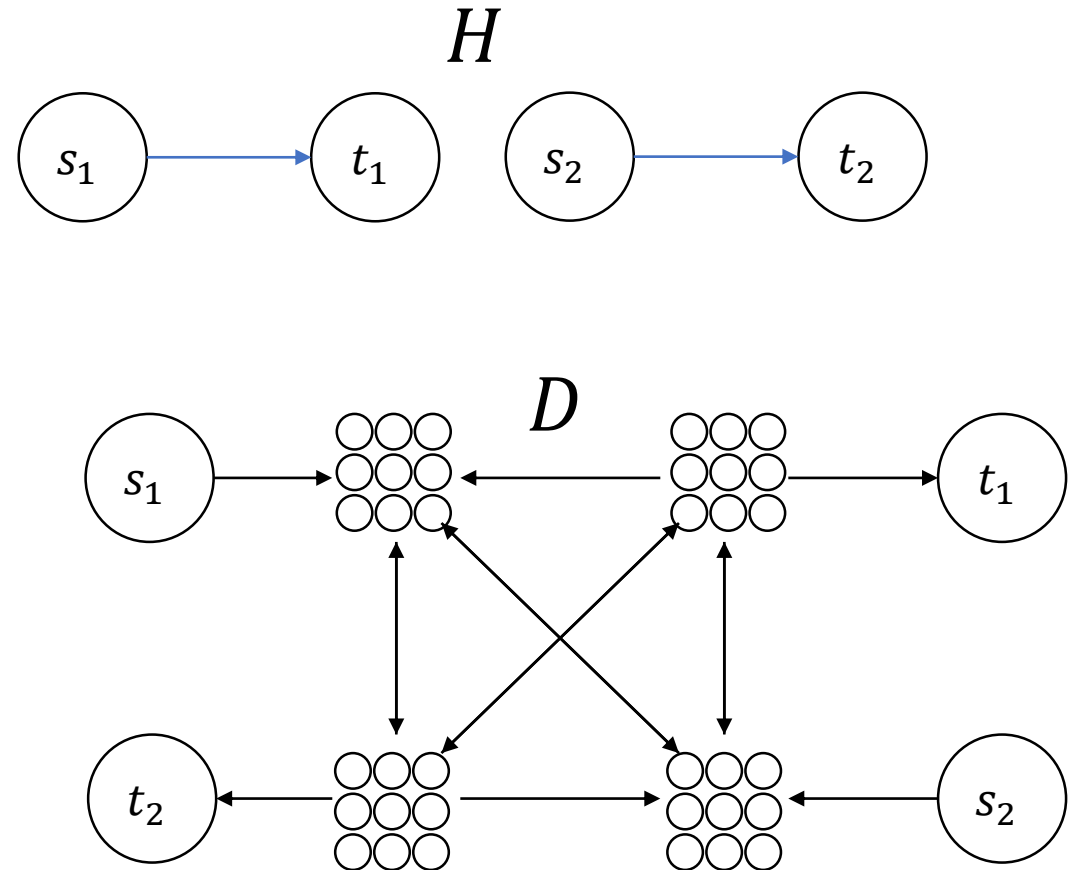 H
s₁ t₁ s₂ t₂
D
s₁ t₁
t₂ s₂